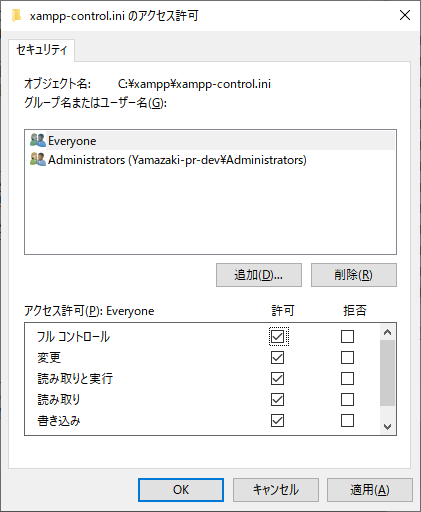 xampp-control.ini のアクセス許可
セキュリティ
オブジェクト名: C:¥xampp¥xampp-control.ini
グループ名またはユーザー名(G):
Everyone
Administrators (Yamazaki-pr-dev¥Administrators)
追加(D)... 削除(R)
アクセス許可(P): Everyone 許可 拒否
フル コントロール
変更
読み取りと実行
読み取り
書き込み
OK キャンセル 適用(A)